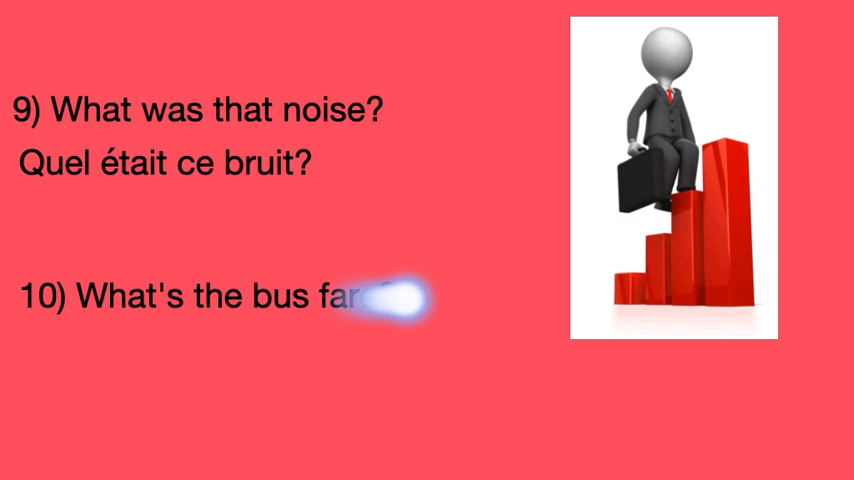 9) What was that noise?
Quel était ce bruit?
10) What's the bus